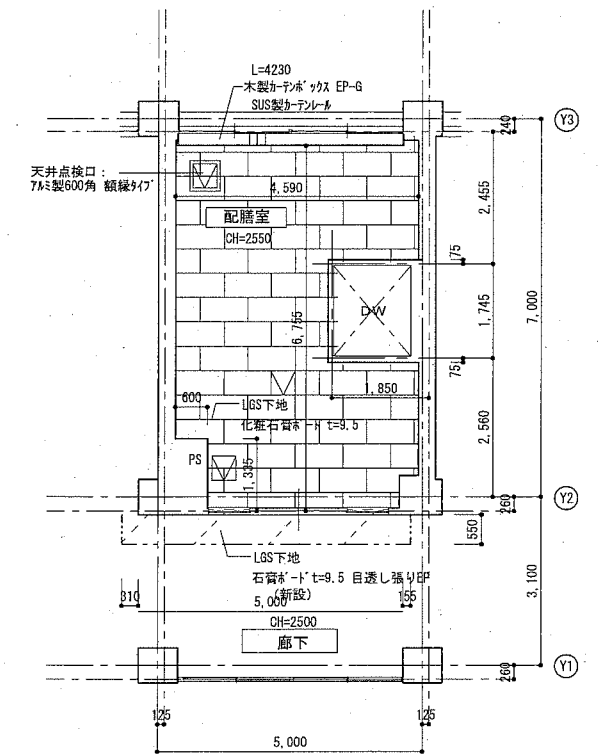 L=4230
木製カーテンボックス EP-G
SUS製カーテンレール
Y3
240
天井点検口：
アルミ製600角 額縁タイプ
4,590
配膳室
CH=2550
2,455
75
DW
1,745
7,000
6,755
75
1,850
600
LGS下地
化粧石膏ボード t=9.5
2,560
PS
1,335
Y2
260
550
LGS下地
石膏ボード t=9.5 目透し張りEP
(新設)
310
5,000
155
3,100
CH=2500
廊下
Y1
260
125
125
5,000